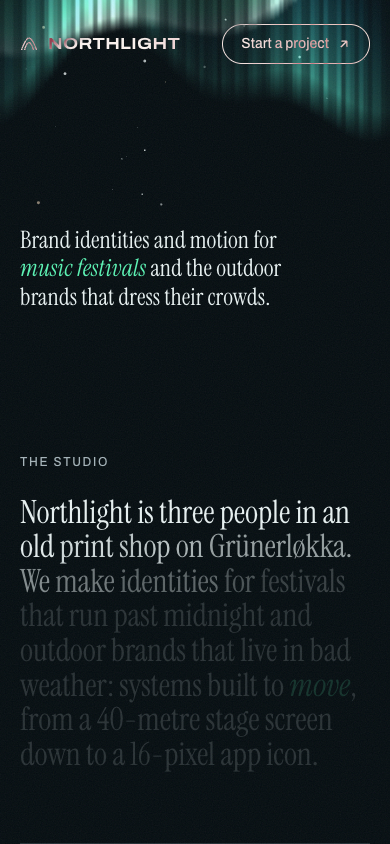 NORTHLIGHT
Start a project ↗
Brand identities and motion for
music festivals and the outdoor
brands that dress their crowds.
THE STUDIO
Northlight is three people in an
old print shop on Grünerløkka.
We make identities for festivals
that run past midnight and
outdoor brands that live in bad
weather: systems built to move,
from a 40-metre stage screen
down to a 16-pixel app icon.